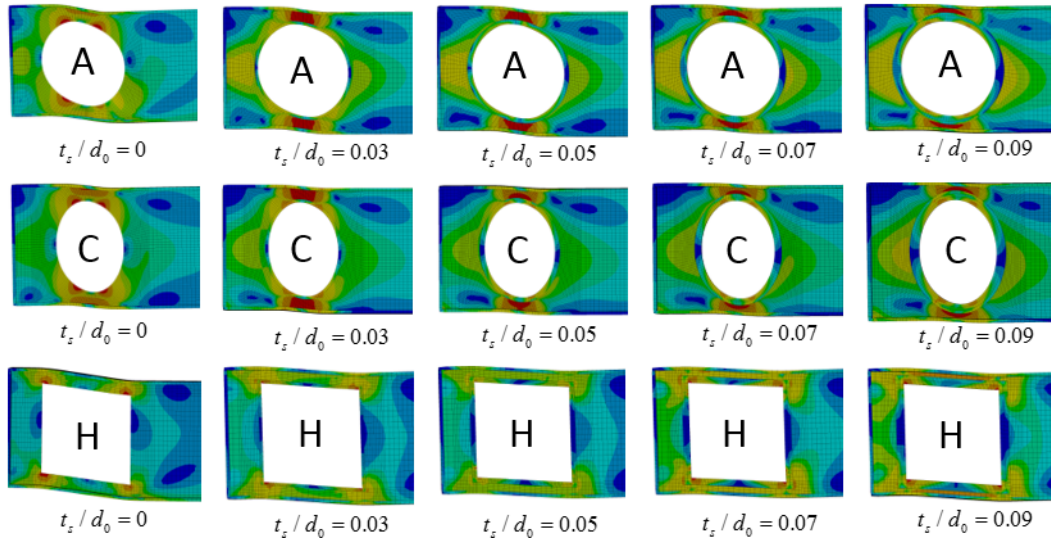 A A A A A
t_s / d_0 = 0 t_s / d_0 = 0.03 t_s / d_0 = 0.05 t_s / d_0 = 0.07 t_s / d_0 = 0.09
C C C C C
t_s / d_0 = 0 t_s / d_0 = 0.03 t_s / d_0 = 0.05 t_s / d_0 = 0.07 t_s / d_0 = 0.09
H H H H H
t_s / d_0 = 0 t_s / d_0 = 0.03 t_s / d_0 = 0.05 t_s / d_0 = 0.07 t_s / d_0 = 0.09